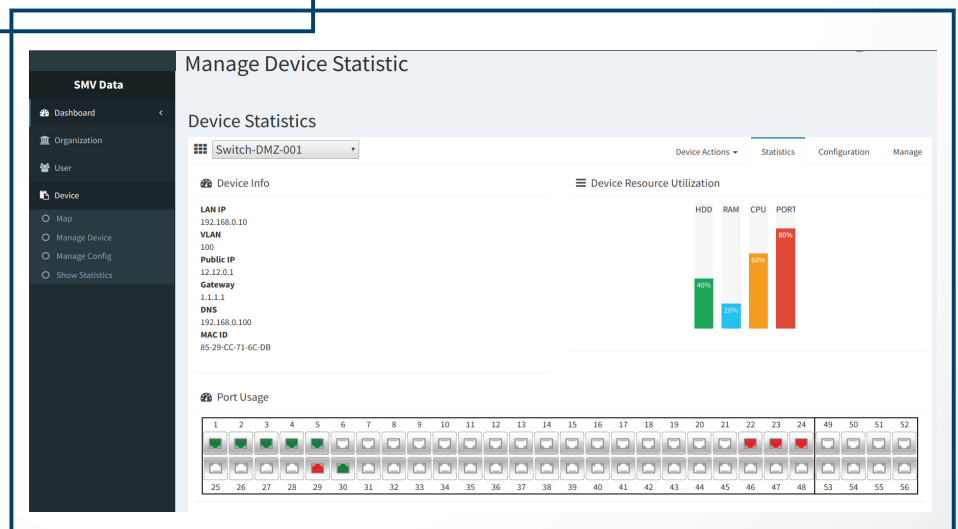 Manage Device Statistic
SMV Data
Dashboard
Organization
User
Device
Map
Manage Device
Manage Config
Show Statistics
Device Statistics
Switch-DMZ-001
Device Actions
Statistics
Configuration
Manage
Device Info
LAN IP
192.168.0.10
VLAN
100
Public IP
12.12.0.1
Gateway
1.1.1.1
DNS
192.168.0.100
MAC ID
85-29-CC-71-6C-DB
Device Resource Utilization
HDD RAM CPU PORT
80%
60%
40%
20%
Port Usage
1 2 3 4 5 6 7 8 9 10 11 12 13 14 15 16 17 18 19 20 21 22 23 24 49 50 51 52
25 26 27 28 29 30 31 32 33 34 35 36 37 38 39 40 41 42 43 44 45 46 47 48 53 54 55 56